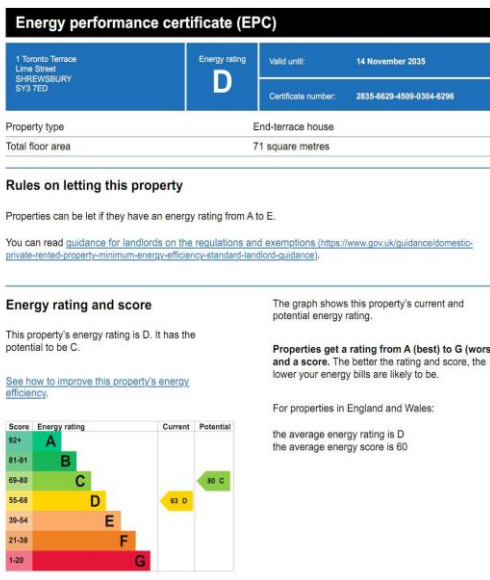 Energy performance certificate (EPC)
1 Toronto Terrace
Lime Street
SHREWSBURY
SY3 7ED
Energy rating
D
Valid until: 14 November 2035
Certificate number: 2835-6629-4509-0304-6296
Property type End-terrace house
Total floor area 71 square metres
Rules on letting this property
Properties can be let if they have an energy rating from A to E.
You can read guidance for landlords on the regulations and exemptions (https://www.gov.uk/guidance/domestic-
private-rented-property-minimum-energy-efficiency-standard-landlord-guidance).
Energy rating and score
This property's energy rating is D. It has the
potential to be C.
See how to improve this property's energy
efficiency.
Score Energy rating Current Potential
92+ A
81-91 B
69-80 C 80 C
55-68 D 63 D
39-54 E
21-38 F
1-20 G
The graph shows this property's current and
potential energy rating.
Properties get a rating from A (best) to G (wors
and a score. The better the rating and score, the
lower your energy bills are likely to be.
For properties in England and Wales:
the average energy rating is D
the average energy score is 60